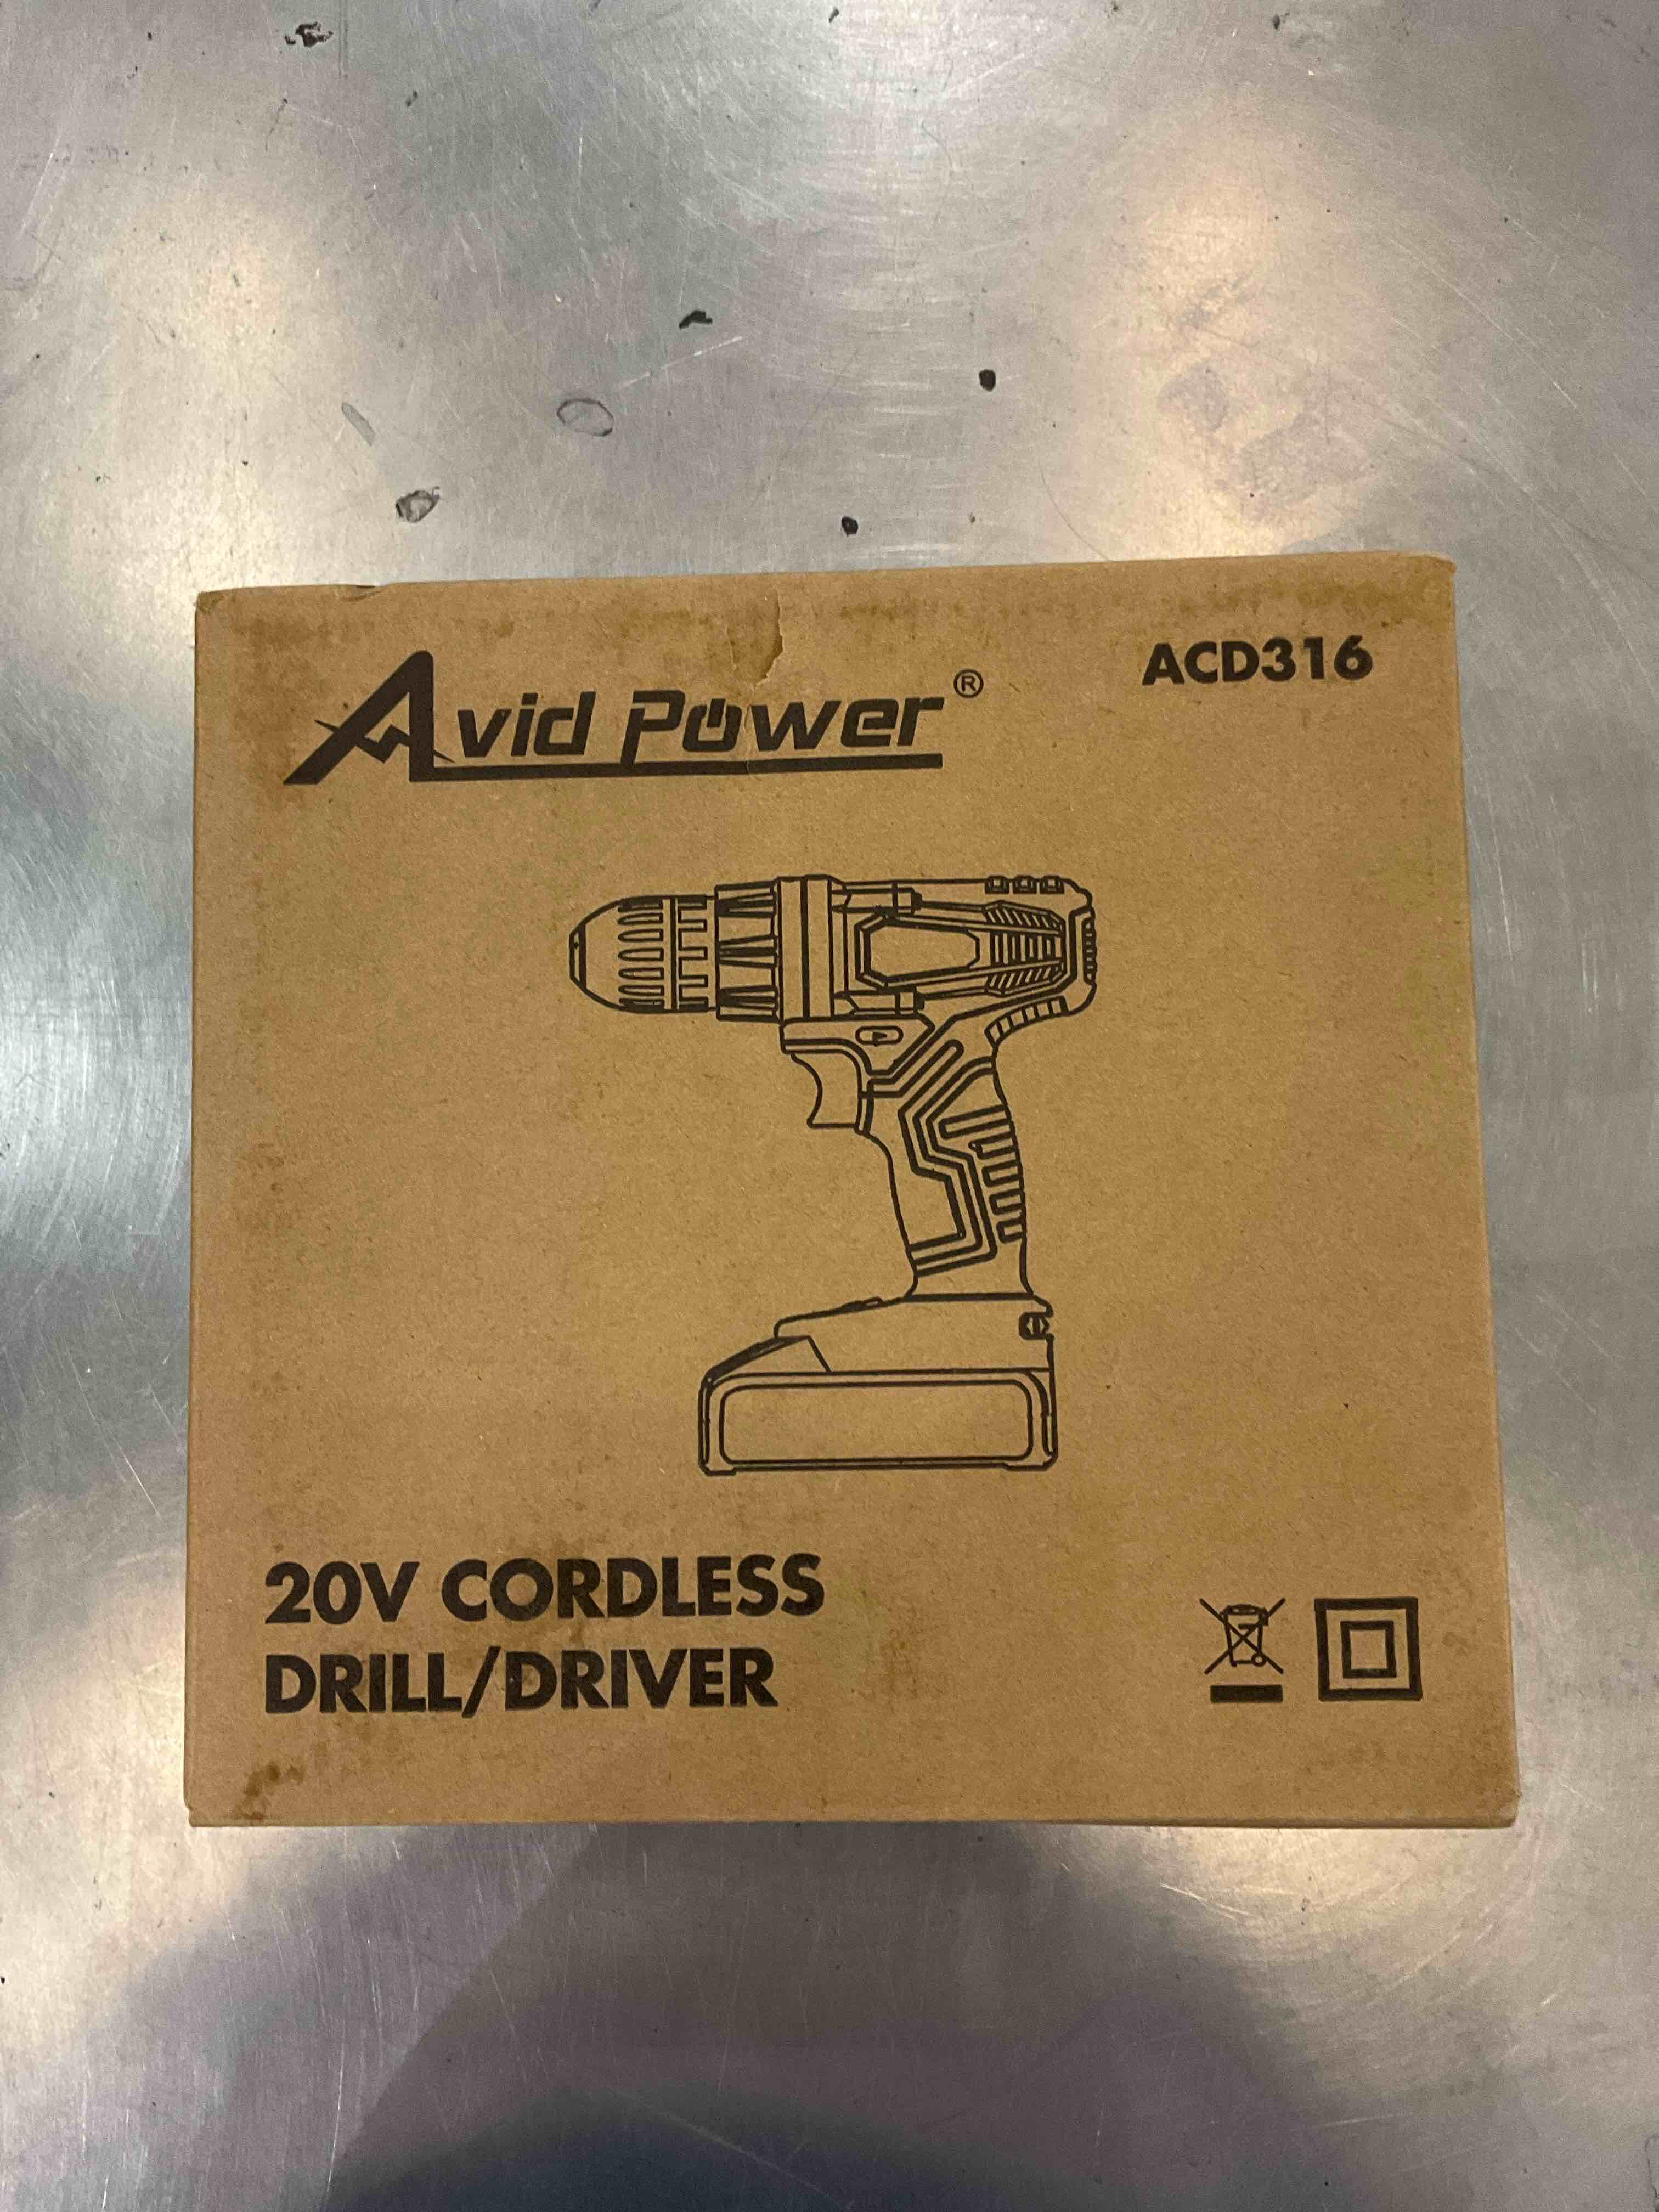 Avid Power®
ACD316
20V CORDLESS
DRILL/DRIVER